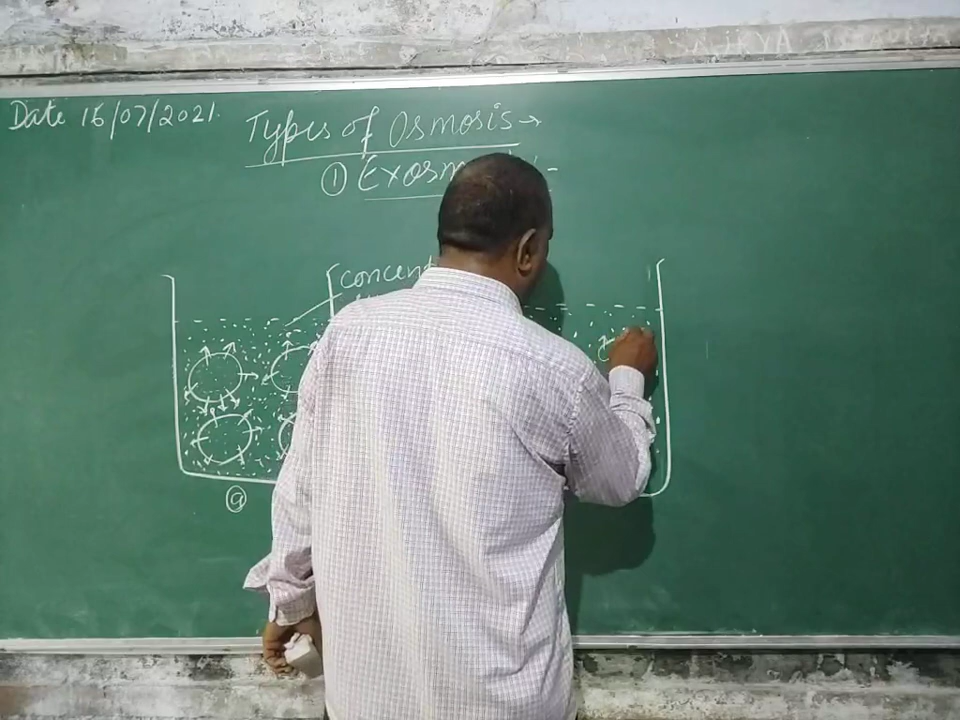 Date 16/07/2021.
Types of Osmosis →
① Exosm
concent
ⓐ